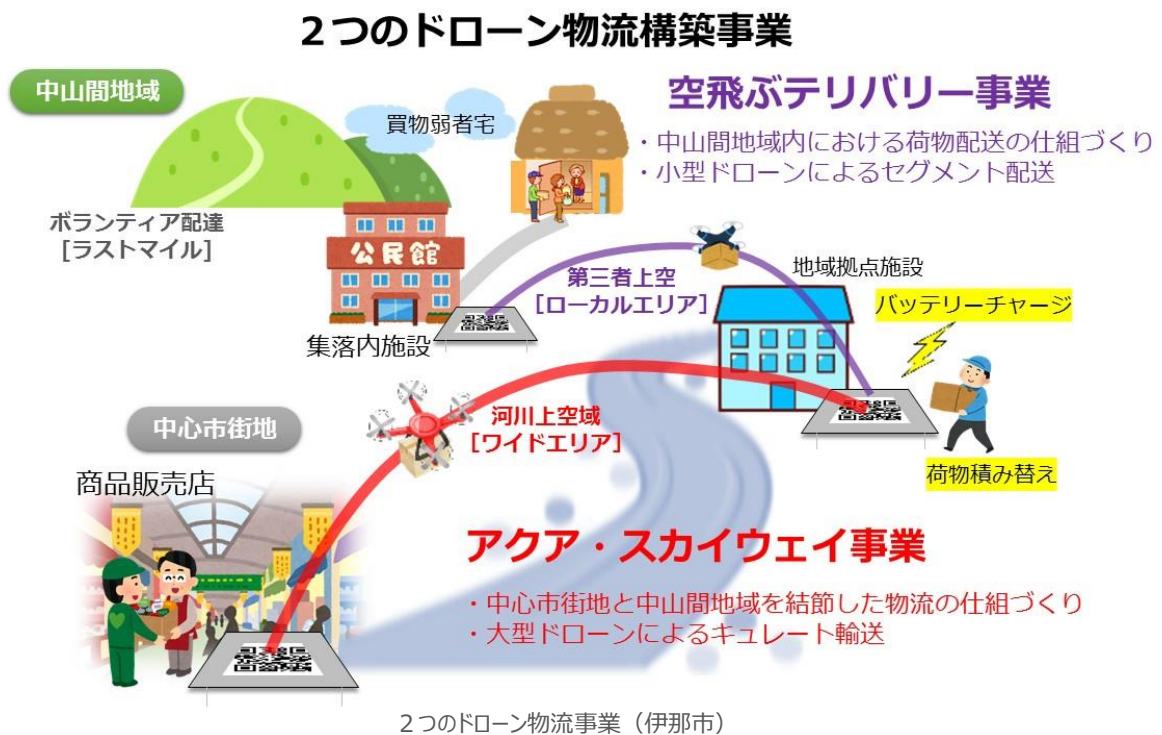 ２つのドローン物流構築事業
中山間地域
買物弱者宅
空飛ぶテリバリー事業
・中山間地域内における荷物配送の仕組づくり
・小型ドローンによるセグメント配送
ボランティア配達
［ラストマイル］
公民館
第三者上空
［ローカルエリア］
地域拠点施設
バッテリーチャージ
集落内施設
河川上空域
［ワイドエリア］
中心市街地
荷物積み替え
商品販売店
アクア・スカイウェイ事業
・中心市街地と中山間地域を結節した物流の仕組づくり
・大型ドローンによるキュレート輸送
２つのドローン物流事業（伊那市）